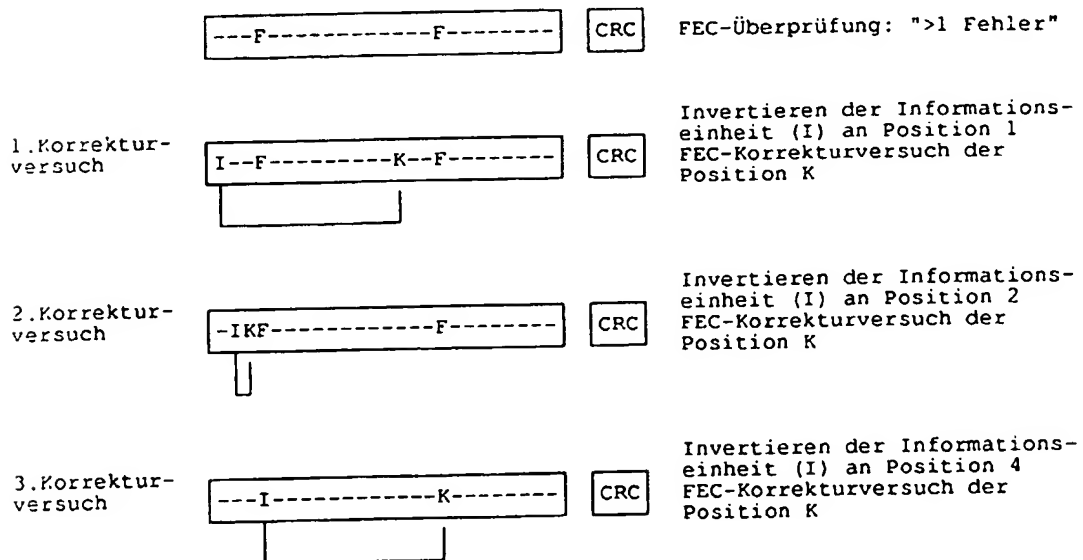 ---F------------F-------- CRC FEC-Überprüfung: ">1 Fehler"
1.Korrektur-
versuch
I--F---------K--F-------- CRC
Invertieren der Informations-
einheit (I) an Position 1
FEC-Korrekturversuch der
Position K
2.Korrektur-
versuch
-IKF------------F-------- CRC
Invertieren der Informations-
einheit (I) an Position 2
FEC-Korrekturversuch der
Position K
3.Korrektur-
versuch
---I------------K-------- CRC
Invertieren der Informations-
einheit (I) an Position 4
FEC-Korrekturversuch der
Position K